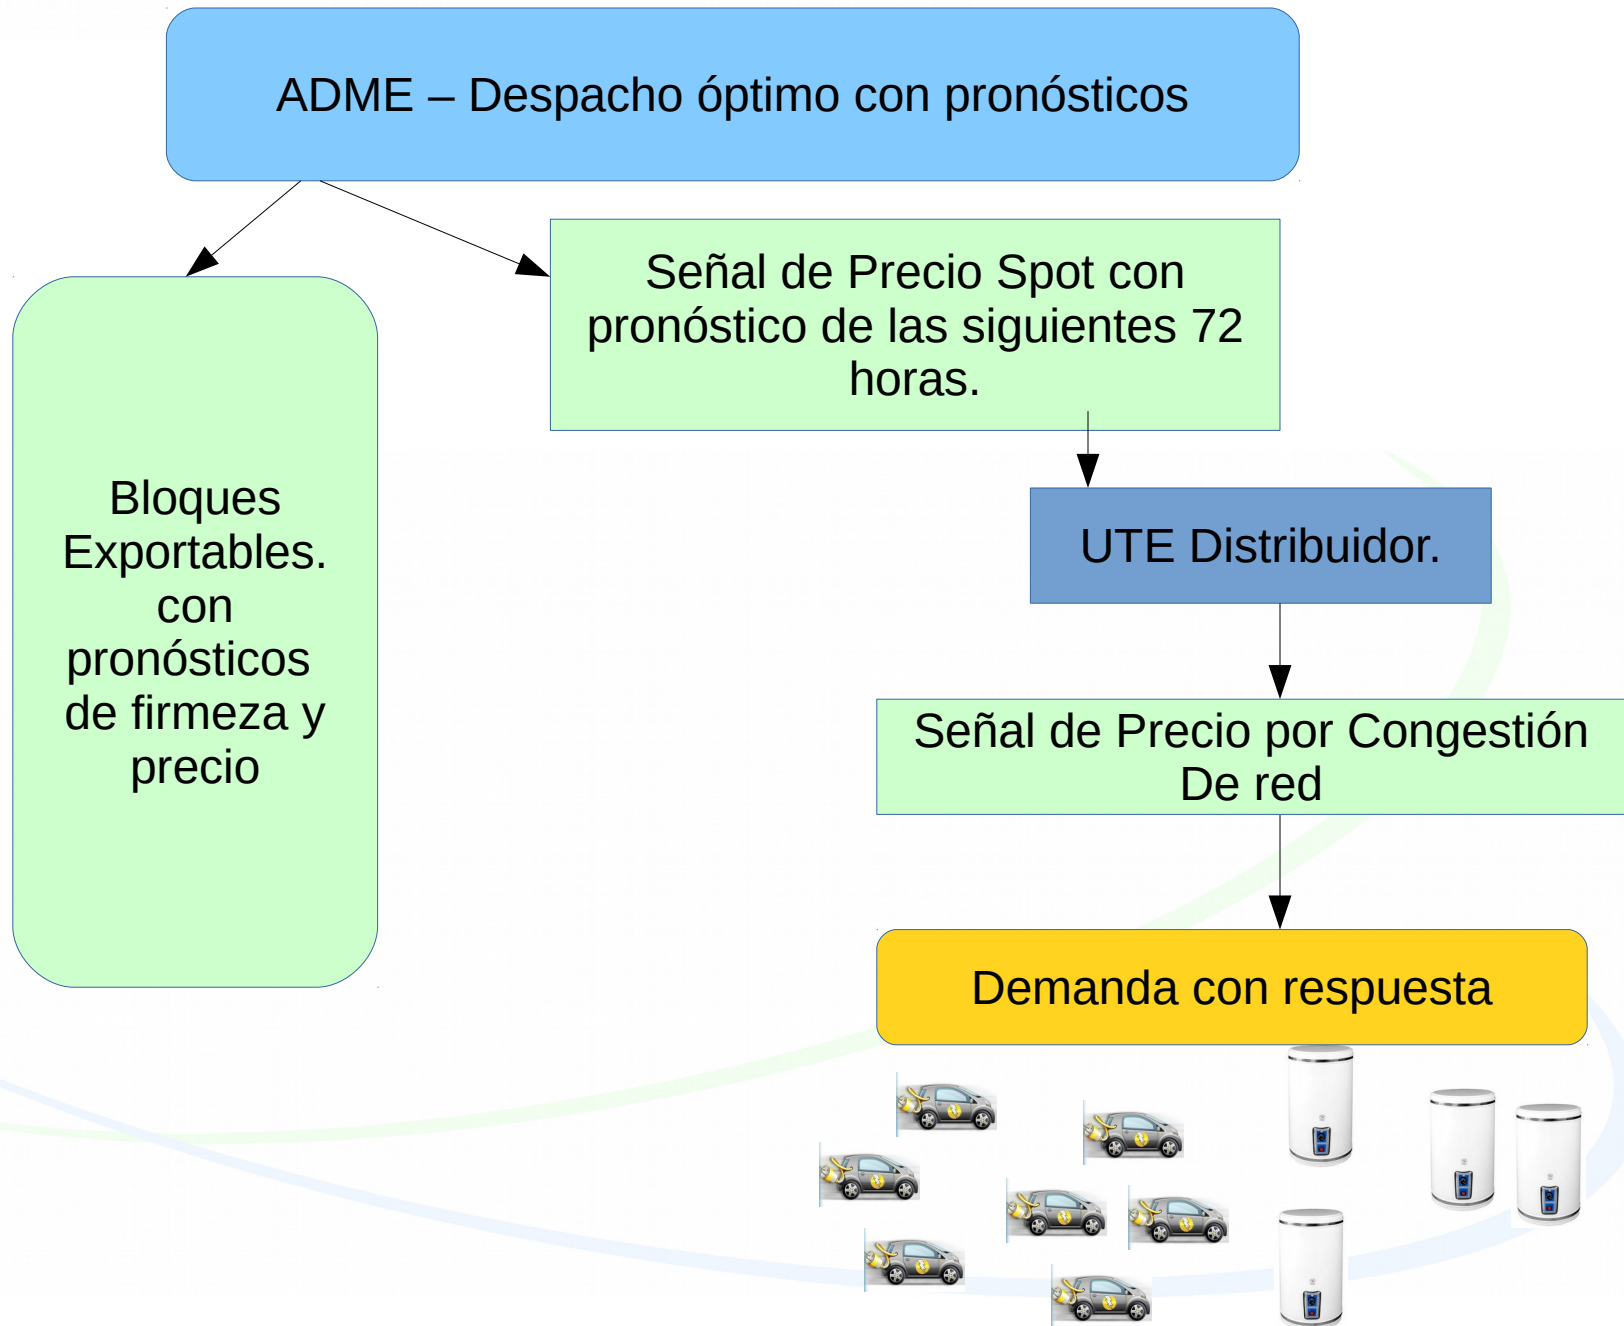 ADME – Despacho óptimo con pronósticos
Señal de Precio Spot con
pronóstico de las siguientes 72
horas.
Bloques
Exportables.
con
pronósticos
de firmeza y
precio
UTE Distribuidor.
Señal de Precio por Congestión
De red
Demanda con respuesta